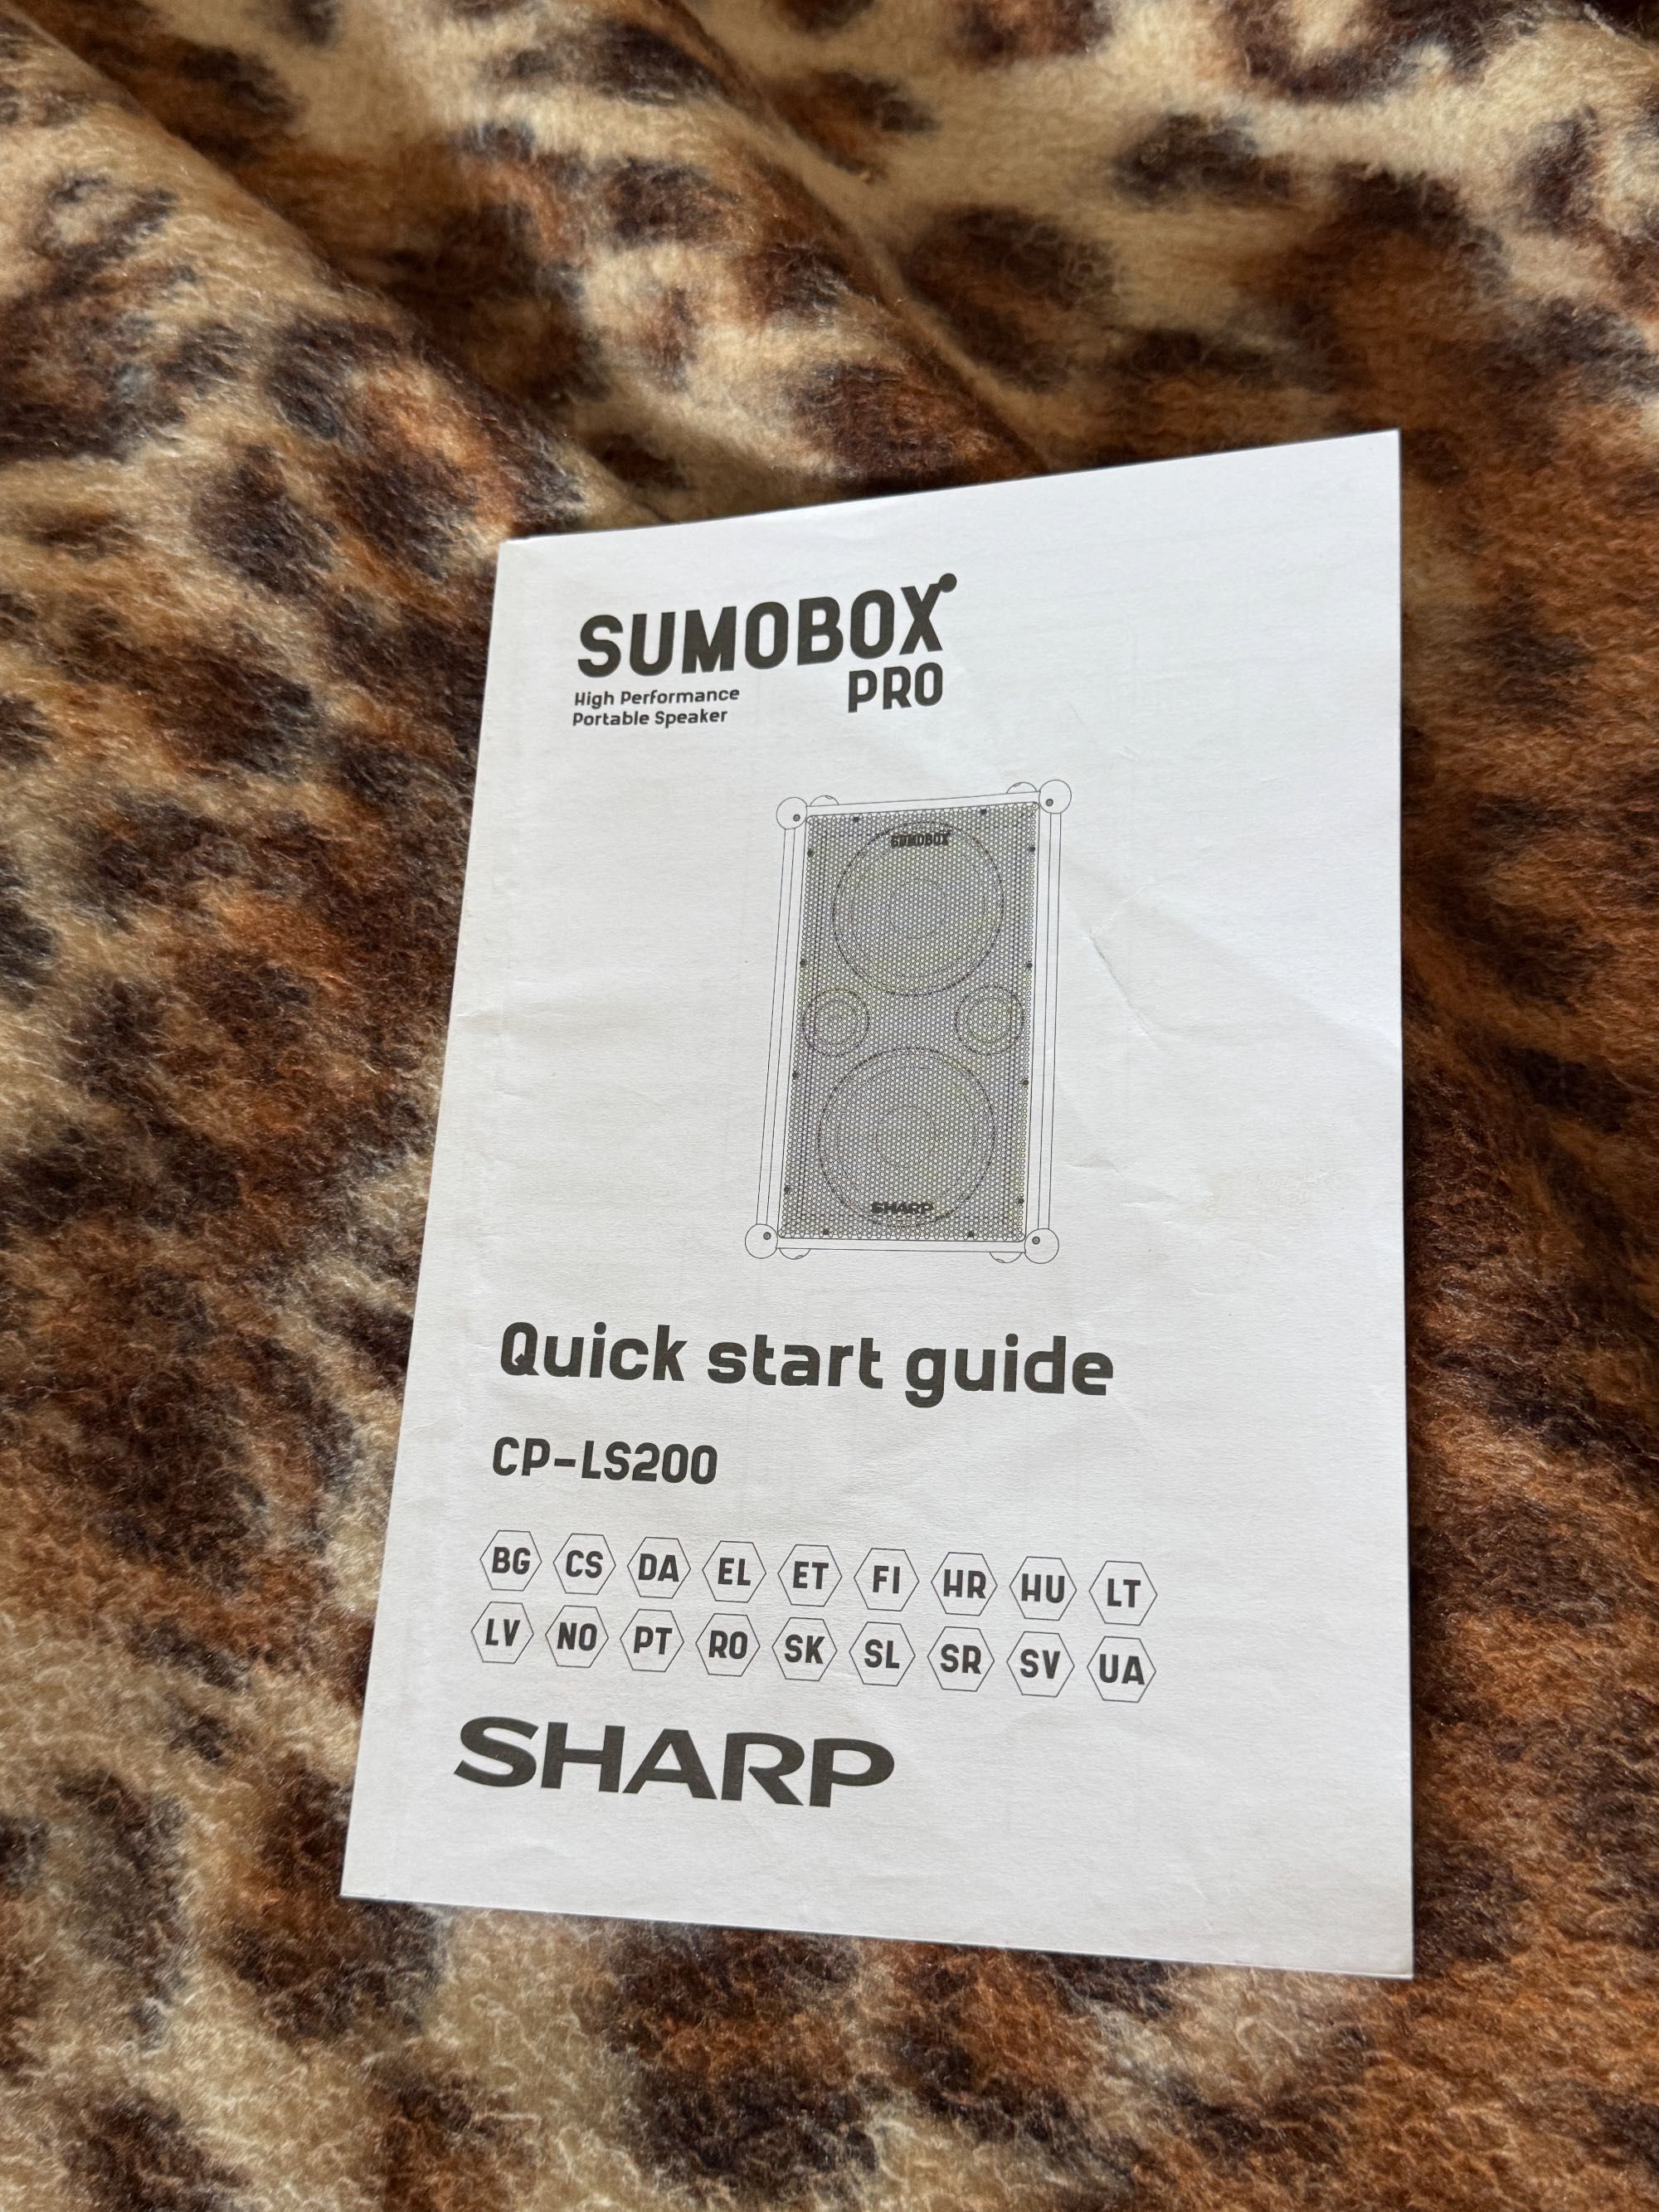 SUMOBOX
PRO
High Performance
Portable Speaker
SUMOBOX
SHARP
Quick start guide
CP-LS200
BG CS DA EL ET FI HR HU LT
LV NO PT RO SK SL SR SV UA
SHARP